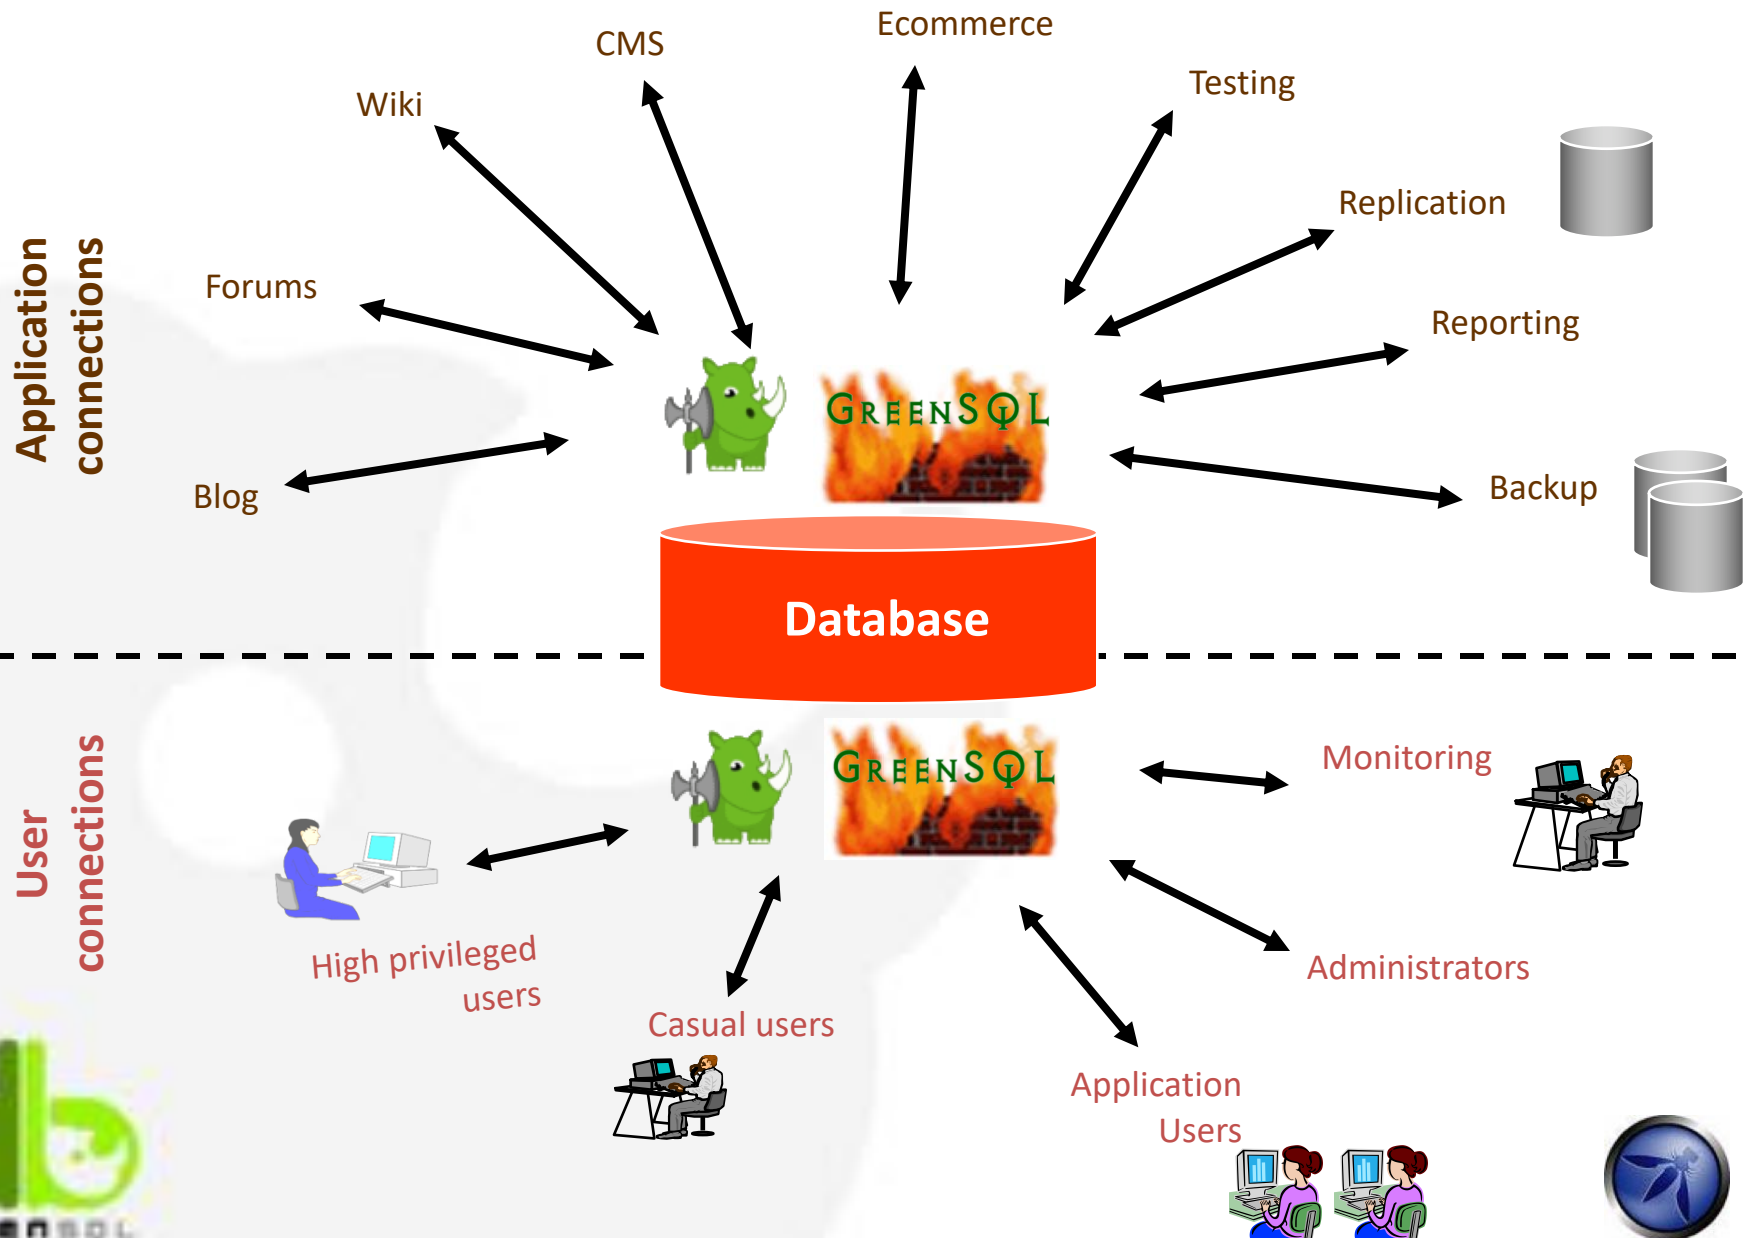 Ecommerce
CMS
Testing
Wiki
Replication
Application
connections
Forums
Reporting
GREENSQL
Blog
Backup
Database
User
connections
GREENSQL
Monitoring
High privileged
users
Administrators
Casual users
Application
Users